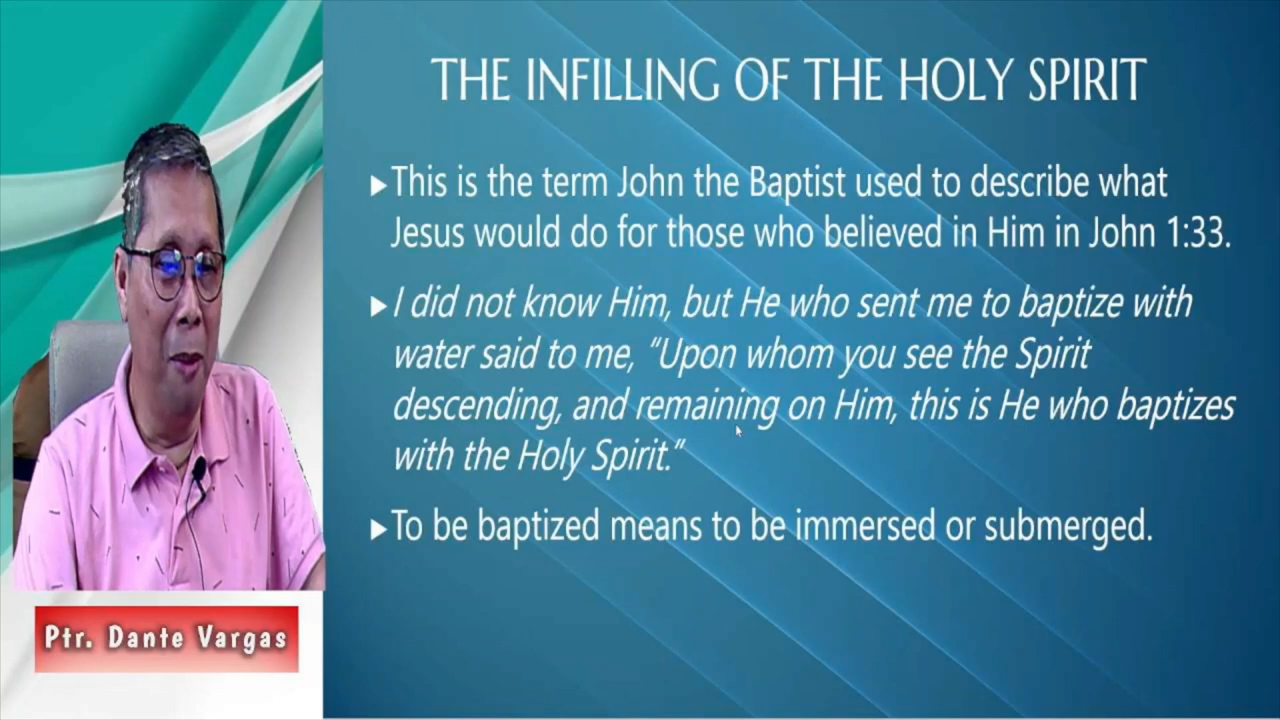 THE INFILLING OF THE HOLY SPIRIT
▶This is the term John the Baptist used to describe what
Jesus would do for those who believed in Him in John 1:33.
▶I did not know Him, but He who sent me to baptize with
water said to me, “Upon whom you see the Spirit
descending, and remaining on Him, this is He who baptizes
with the Holy Spirit.”
▶To be baptized means to be immersed or submerged.
Ptr. Dante Vargas